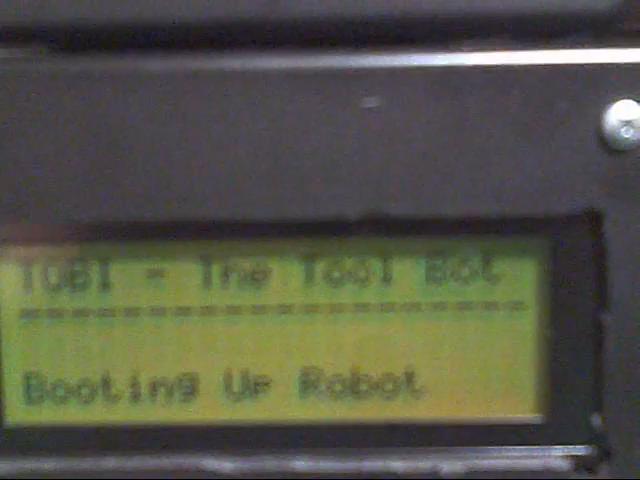 TOBI - The Tool Bot
--------------------
Booting Up Robot